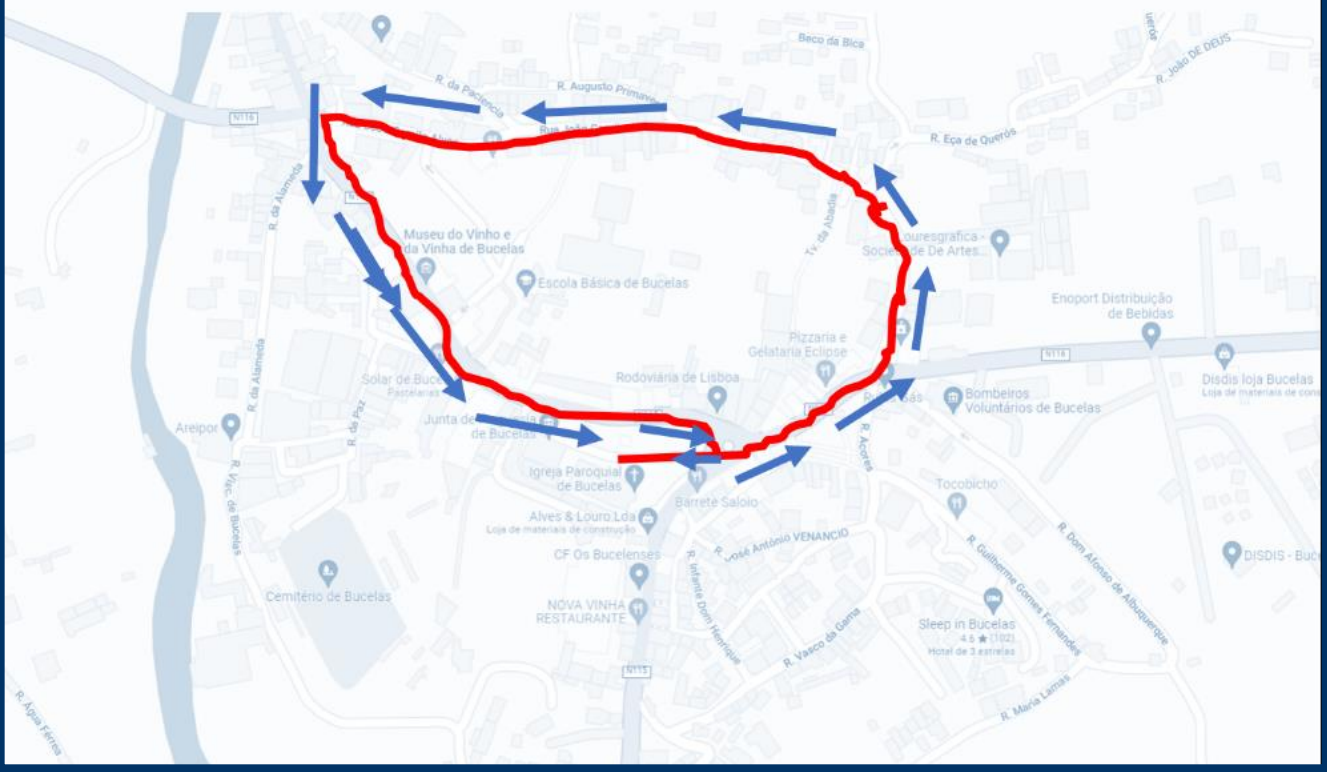 Beco da Bica
R. João DE DEUS
R. da Paciencia
R. Augusto
N116
R. Eça de Querós
R. da Alameda
Museu do Vinho e
da Vinha de Bucelas
Tv. da Abadia
Escola Básica de Bucelas
Enoport Distribuição
de Bebidas
Pizzaria e
Gelataria Eclipse
N116
Solar de
Pastelarias
Rodoviária de Lisboa
Disdis loja Bucelas
Loja de materiais de
R. da Alameda
R. da Paz
Bombeiros
Voluntários de Bucelas
Areipor
Junta de
de Bucelas
R. Açores
Igreja Paroquial
de Bucelas
Barrete Saloio
Tocobicho
R. Visc. de Bucelas
Alves & Louro Lda
Loja de materiais de construção
CF Os Bucelenses
R. José António VENANCIO
R. Guilherme Gomes Fernandes
R. Dom Afonso de Albuquerque
DISDIS -
Cemitério de Bucelas
NOVA VINHA
RESTAURANTE
R. Infante Dom Henrique
R. Vasco da Gama
Sleep in Bucelas
4.6 ★ (102)
Hotel de 3 estrelas
N115
R. Maria Lamas
R. Água Férrea